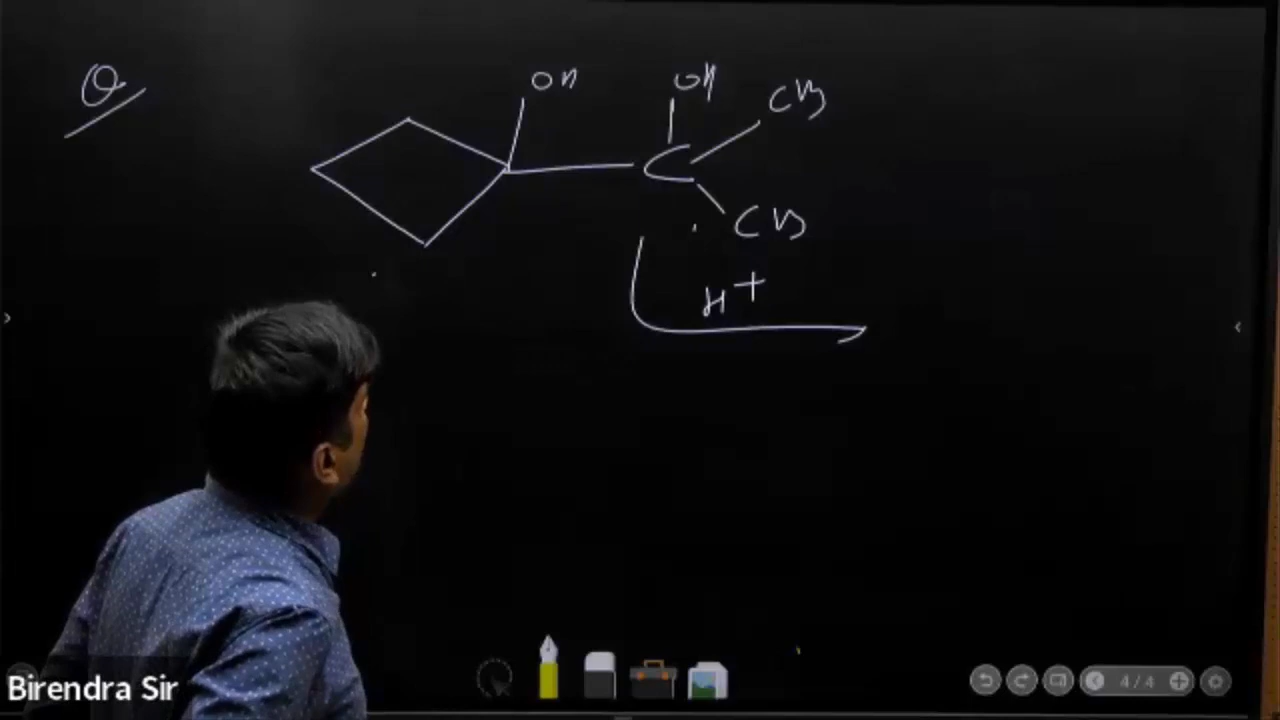 Q
OH OH
CH3
C
CH3
H+
4/4
Birendra Sir